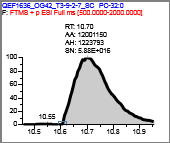 QEF1636_OG42_T3-9-2-7_SC PC-32:0
F: FTMS + p ESI Full ms [500.0000-2000.0000]
RT: 10.70
AA: 12001150
AH: 1223793
SN: 5.88E+016
100
80
60
40
20
0
10.55
10.5 10.6 10.7 10.8 10.9